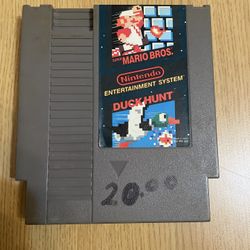 SUPER
MARIO BROS.
Nintendo
ENTERTAINMENT SYSTEM
DUCK HUNT
20.00